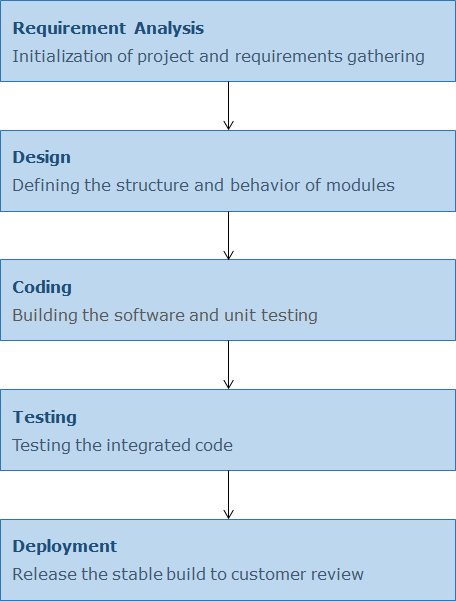 Requirement Analysis
Initialization of project and requirements gathering
Design
Defining the structure and behavior of modules
Coding
Building the software and unit testing
Testing
Testing the integrated code
Deployment
Release the stable build to customer review